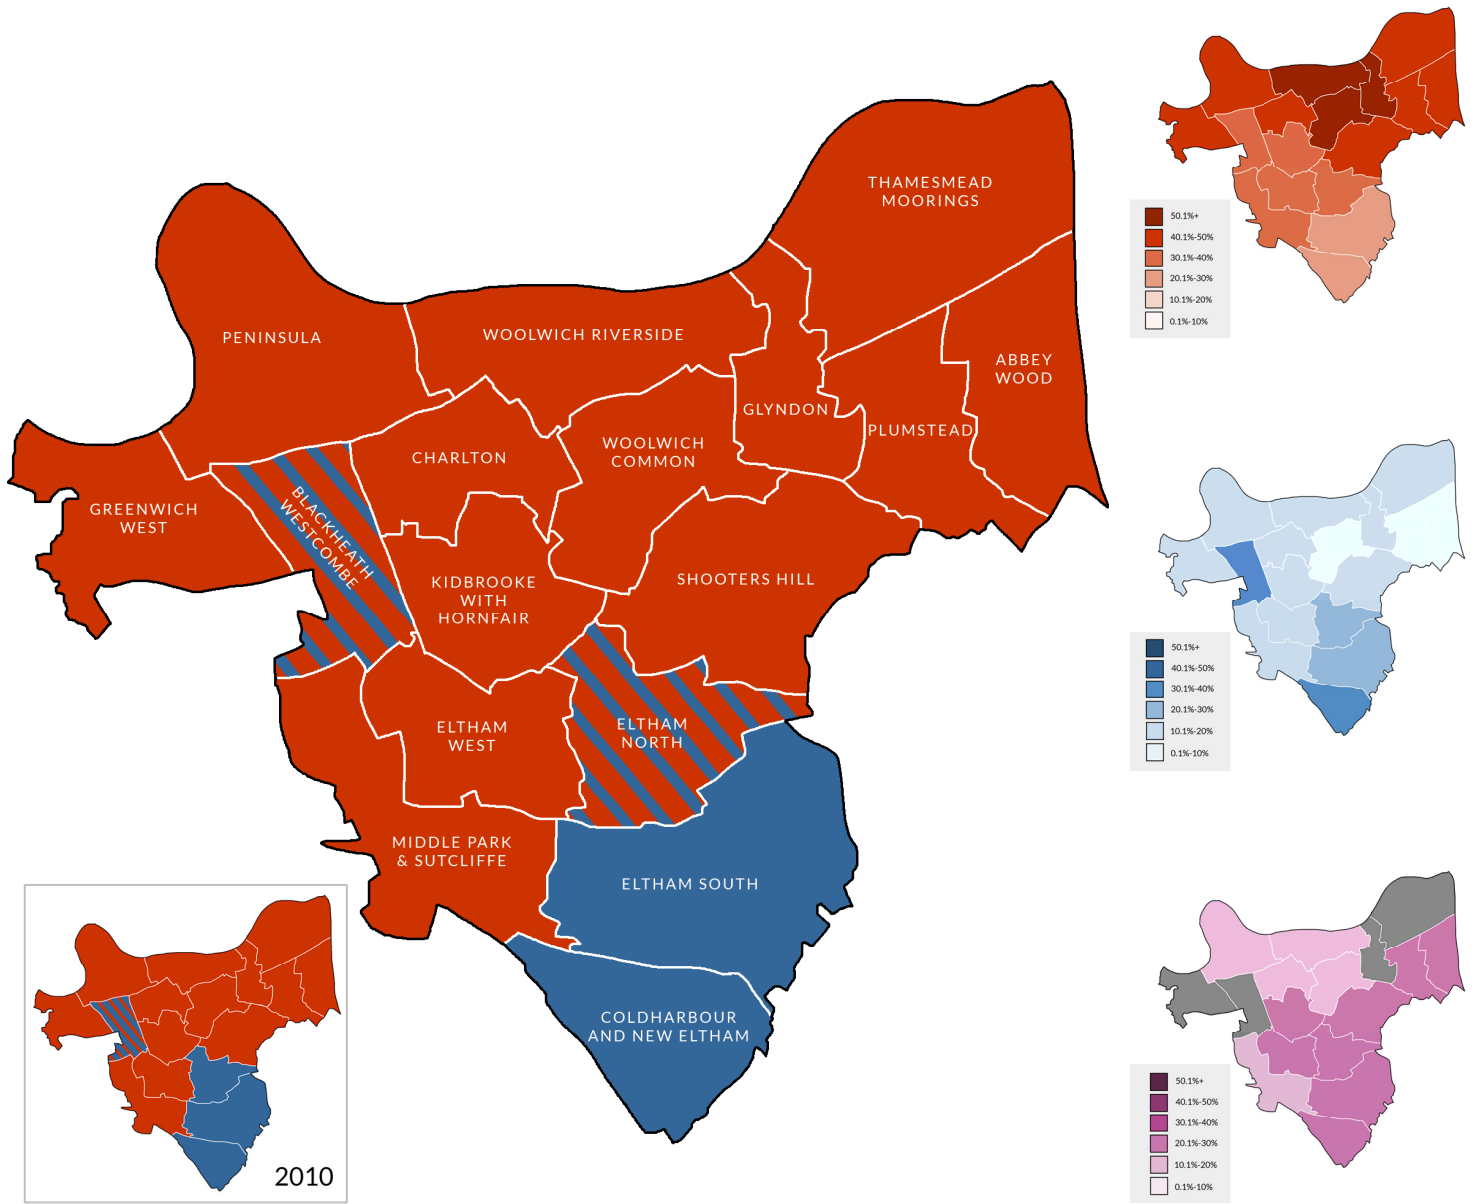 THAMESMEAD
MOORINGS
PENINSULA
WOOLWICH RIVERSIDE
ABBEY
WOOD
GLYNDON
PLUMSTEAD
CHARLTON
WOOLWICH
COMMON
GREENWICH
WEST
BLACKHEATH
WESTCOMBE
KIDBROOKE
WITH
HORNFAIR
SHOOTERS HILL
ELTHAM
WEST
ELTHAM
NORTH
MIDDLE PARK
& SUTCLIFFE
ELTHAM SOUTH
COLDHARBOUR
AND NEW ELTHAM
2010
50.1%+
40.1%-50%
30.1%-40%
20.1%-30%
10.1%-20%
0.1%-10%
50.1%+
40.1%-50%
30.1%-40%
20.1%-30%
10.1%-20%
0.1%-10%
50.1%+
40.1%-50%
30.1%-40%
20.1%-30%
10.1%-20%
0.1%-10%